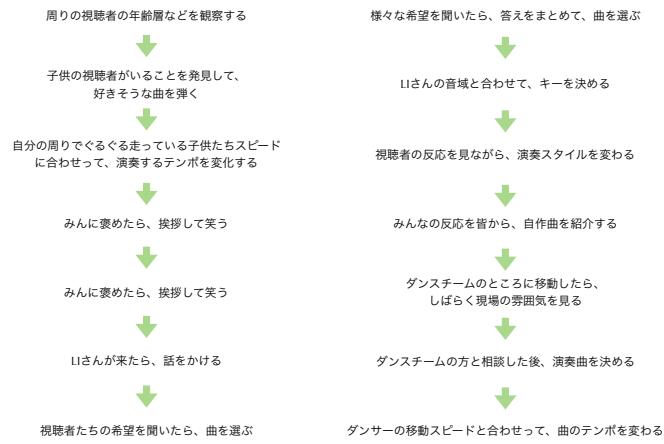 周りの視聴者の年齢層などを観察する
子供の視聴者がいることを発見して、
好きそうな曲を弾く
自分の周りでぐるぐる走っている子供たちスピード
に合わせって、演奏するテンポを変化する
みんに褒めたら、挨拶して笑う
みんに褒めたら、挨拶して笑う
LIさんが来たら、話をかける
視聴者たちの希望を聞いたら、曲を選ぶ
様々な希望を聞いたら、答えをまとめて、曲を選ぶ
LIさんの音域と合わせて、キーを決める
視聴者の反応を見ながら、演奏スタイルを変わる
みんなの反応を皆から、自作曲を紹介する
ダンスチームのところに移動したら、
しばらく現場の雰囲気を見る
ダンスチームの方と相談した後、演奏曲を決める
ダンサーの移動スピードと合わせって、曲のテンポを変わる